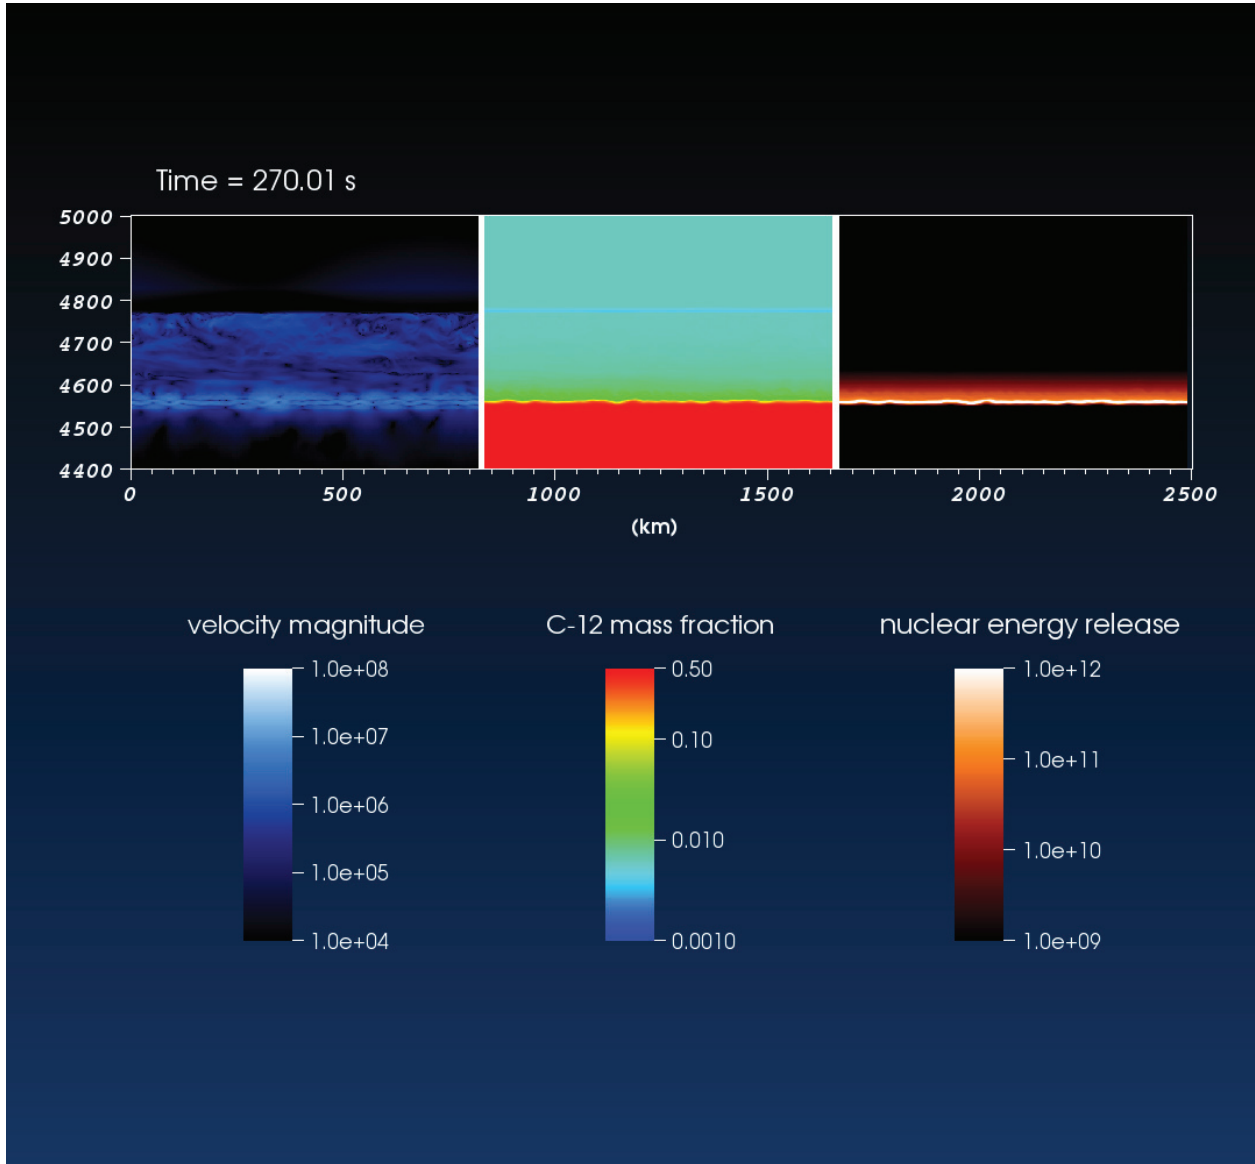 Time = 270.01 s
5000
4900
4800
4700
4600
4500
4400
0 500 1000 1500 2000 2500
(km)
velocity magnitude
1.0e+08
1.0e+07
1.0e+06
1.0e+05
1.0e+04
C-12 mass fraction
0.50
0.10
0.010
0.0010
nuclear energy release
1.0e+12
1.0e+11
1.0e+10
1.0e+09